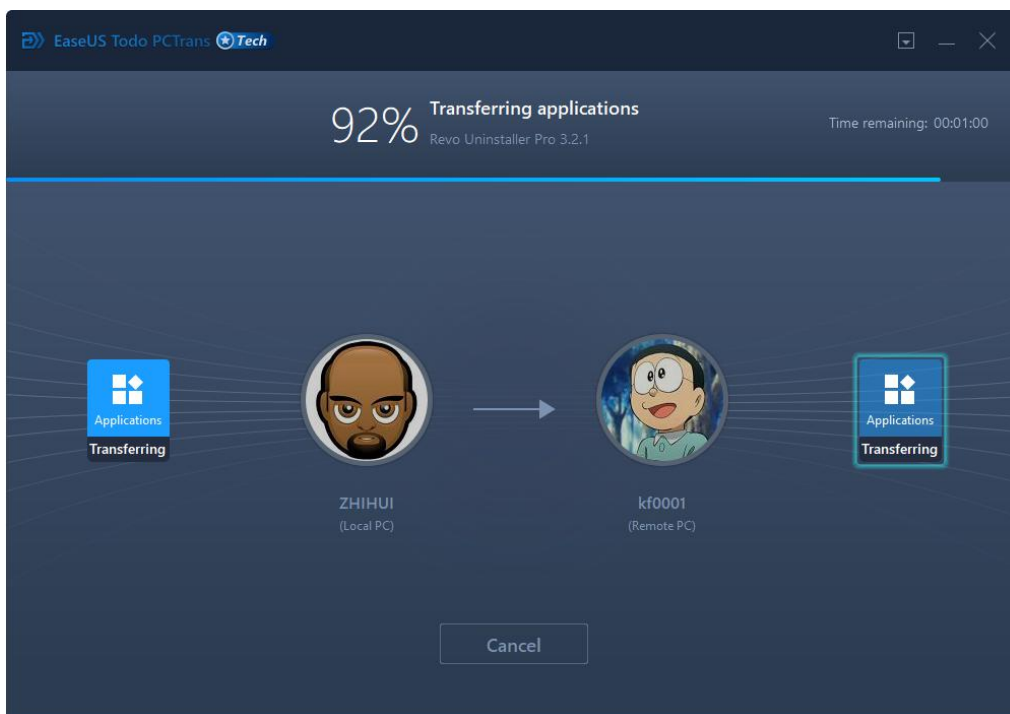 EaseUS Todo PCTrans Tech
92%
Transferring applications
Revo Uninstaller Pro 3.2.1
Time remaining: 00:01:00
Applications
Transferring
Applications
Transferring
ZHIHUI
(Local PC)
kf0001
(Remote PC)
Cancel